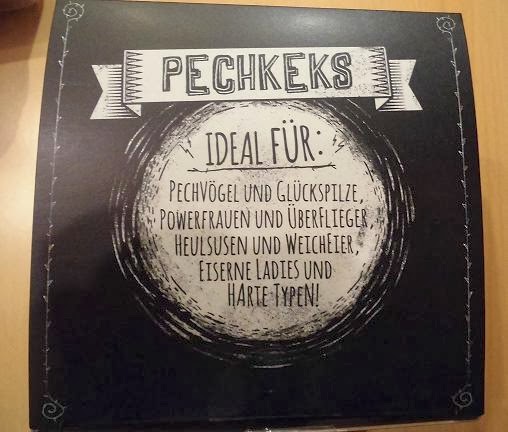 PECHKEKS
IDEAL FÜR:
PECHVÖGEL UND GLÜCKSPILZE,
POWERFRAUEN UND ÜBERFLIEGER,
HEULSUSEN UND WEICHEIER,
EISERNE LADIES UND
HARTE TYPEN!